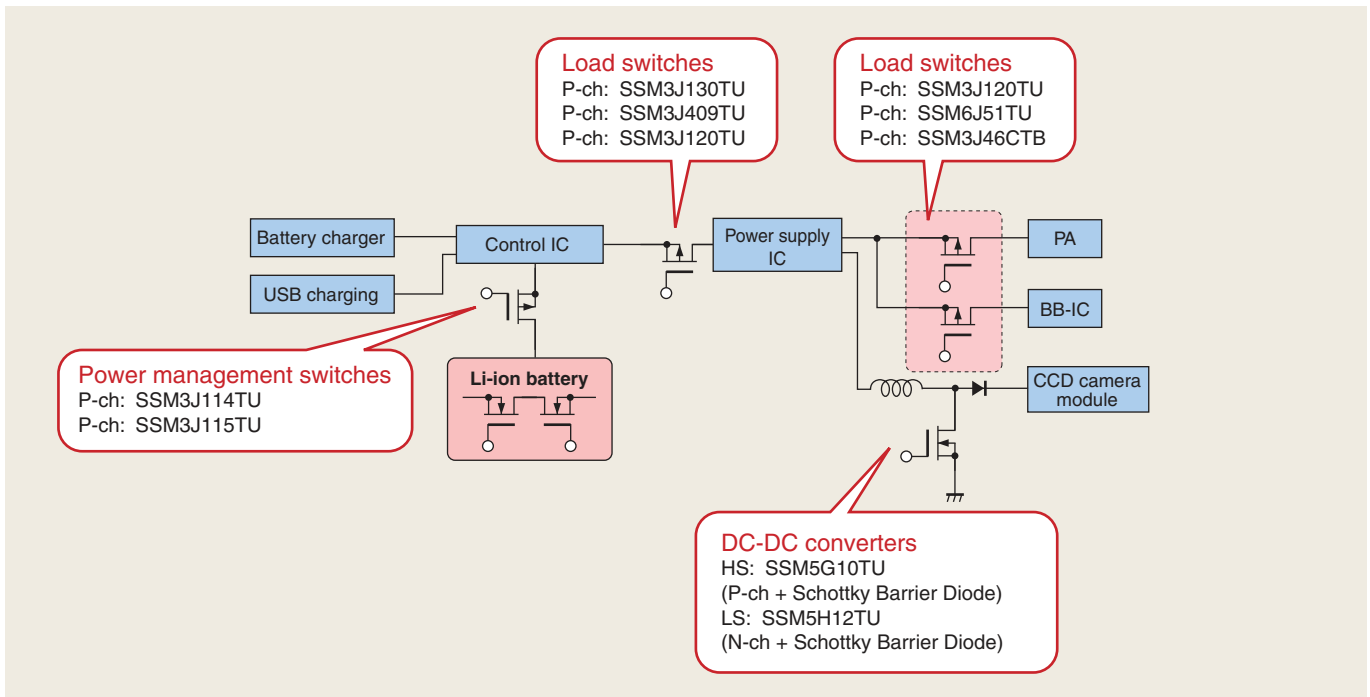 Load switches
P-ch: SSM3J130TU
P-ch: SSM3J409TU
P-ch: SSM3J120TU
Load switches
P-ch: SSM3J120TU
P-ch: SSM6J51TU
P-ch: SSM3J46CTB
Battery charger
USB charging
Control IC
Power supply
IC
PA
BB-IC
CCD camera
module
Power management switches
P-ch: SSM3J114TU
P-ch: SSM3J115TU
Li-ion battery
DC-DC converters
HS: SSM5G10TU
(P-ch + Schottky Barrier Diode)
LS: SSM5H12TU
(N-ch + Schottky Barrier Diode)